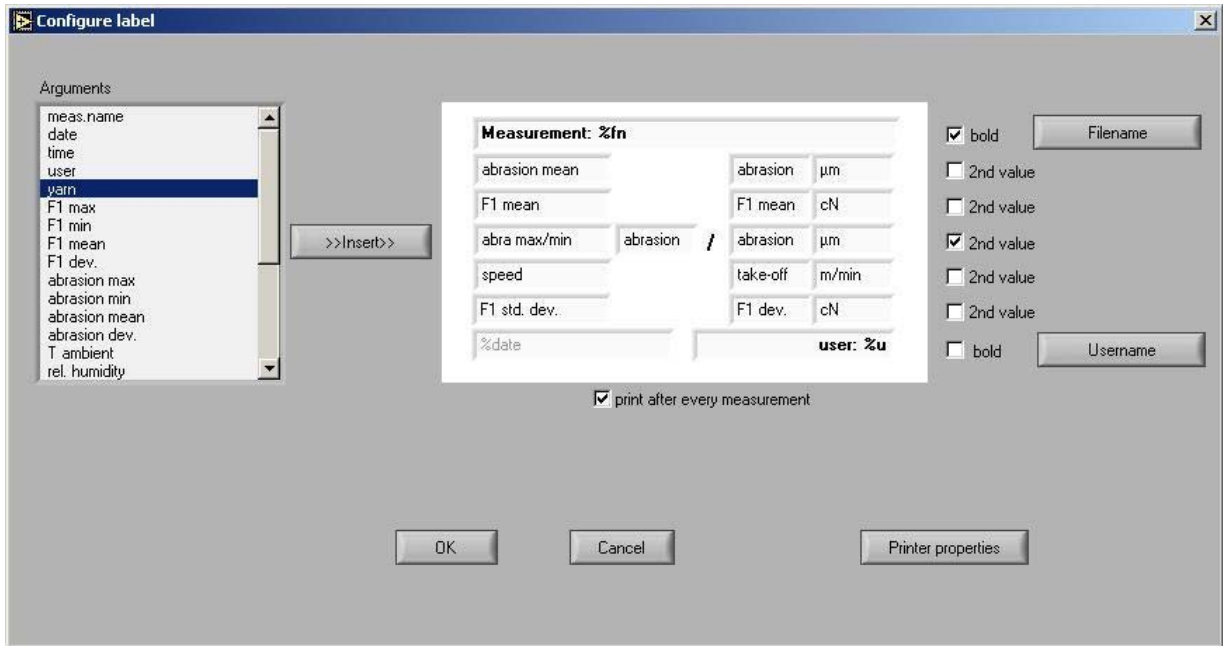 Configure label
Arguments
meas.name
date
time
user
yarn
F1 max
F1 min
F1 mean
F1 dev.
abrasion max
abrasion min
abrasion mean
abrasion dev.
T ambient
rel. humidity
>>Insert>>
Measurement: %fn
abrasion mean abrasion µm
F1 mean F1 mean cN
abra max/min abrasion / abrasion µm
speed take-off m/min
F1 std. dev. F1 dev. cN
%date user: %u
bold Filename
2nd value
2nd value
2nd value
2nd value
2nd value
bold Username
print after every measurement
OK Cancel Printer properties